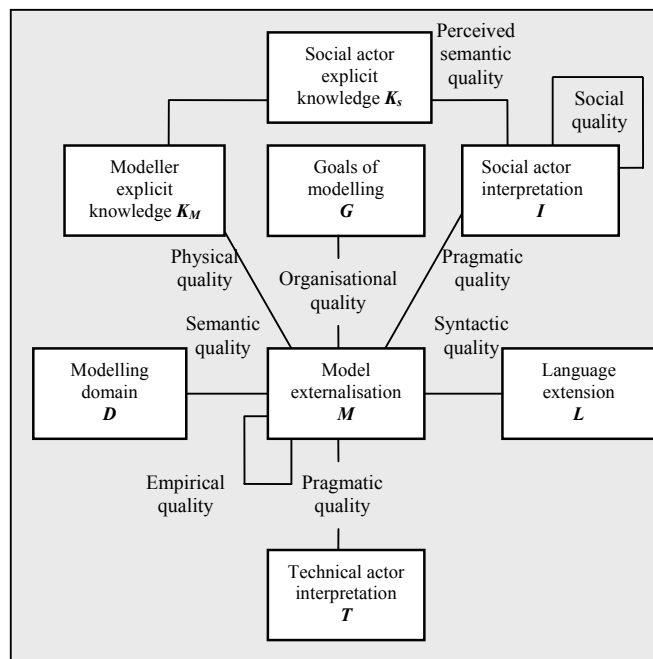 Social actor
explicit
knowledge Ks
Perceived
semantic
quality
Social
quality
Modeller
explicit
knowledge KM
Goals of
modelling
G
Social actor
interpretation
I
Physical
quality
Organisational
quality
Pragmatic
quality
Semantic
quality
Syntactic
quality
Modelling
domain
D
Model
externalisation
M
Language
extension
L
Empirical
quality
Pragmatic
quality
Technical actor
interpretation
T